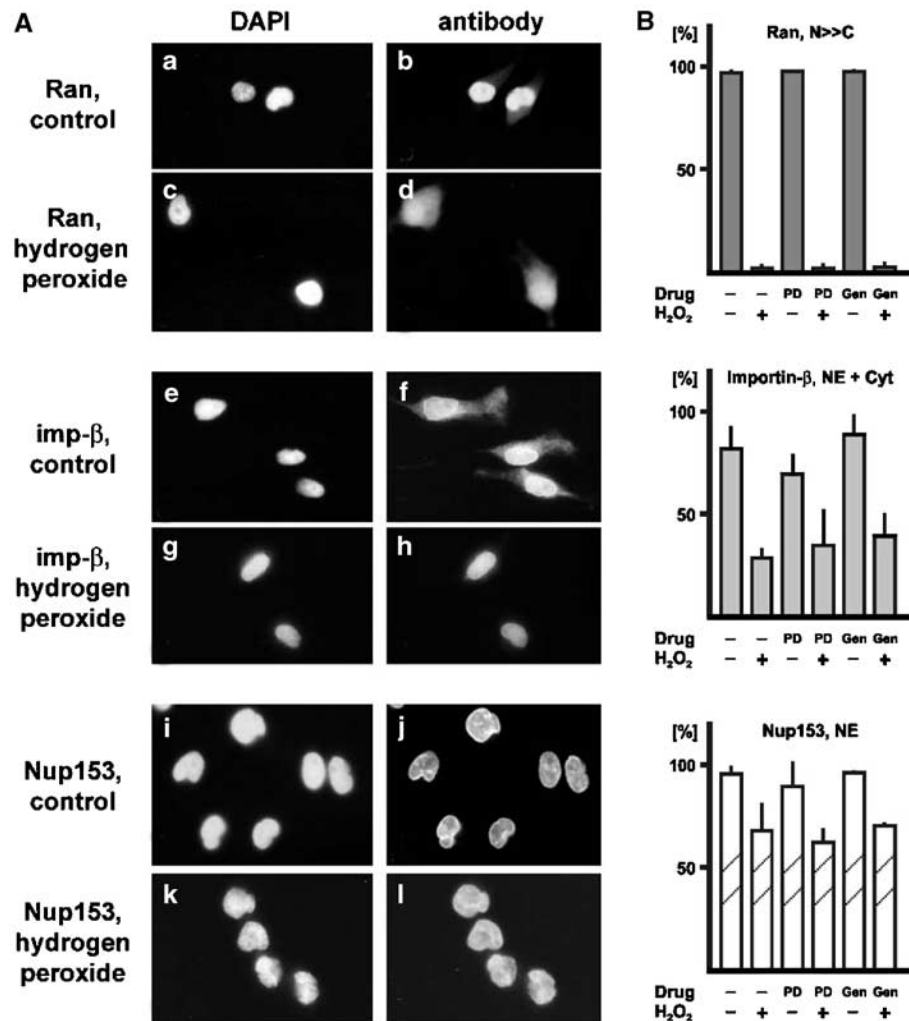 A
DAPI
antibody
Ran,
control
a
b
Ran,
hydrogen
peroxide
c
d
imp-β,
control
e
f
imp-β,
hydrogen
peroxide
g
h
Nup153,
control
i
j
Nup153,
hydrogen
peroxide
k
l
B
[%]
Ran, N>>C
100
50
Drug – – PD PD Gen Gen
H₂O₂ – + – + – +
[%]
Importin-β, NE + Cyt
100
50
Drug – – PD PD Gen Gen
H₂O₂ – + – + – +
[%]
Nup153, NE
100
50
Drug – – PD PD Gen Gen
H₂O₂ – + – + – +